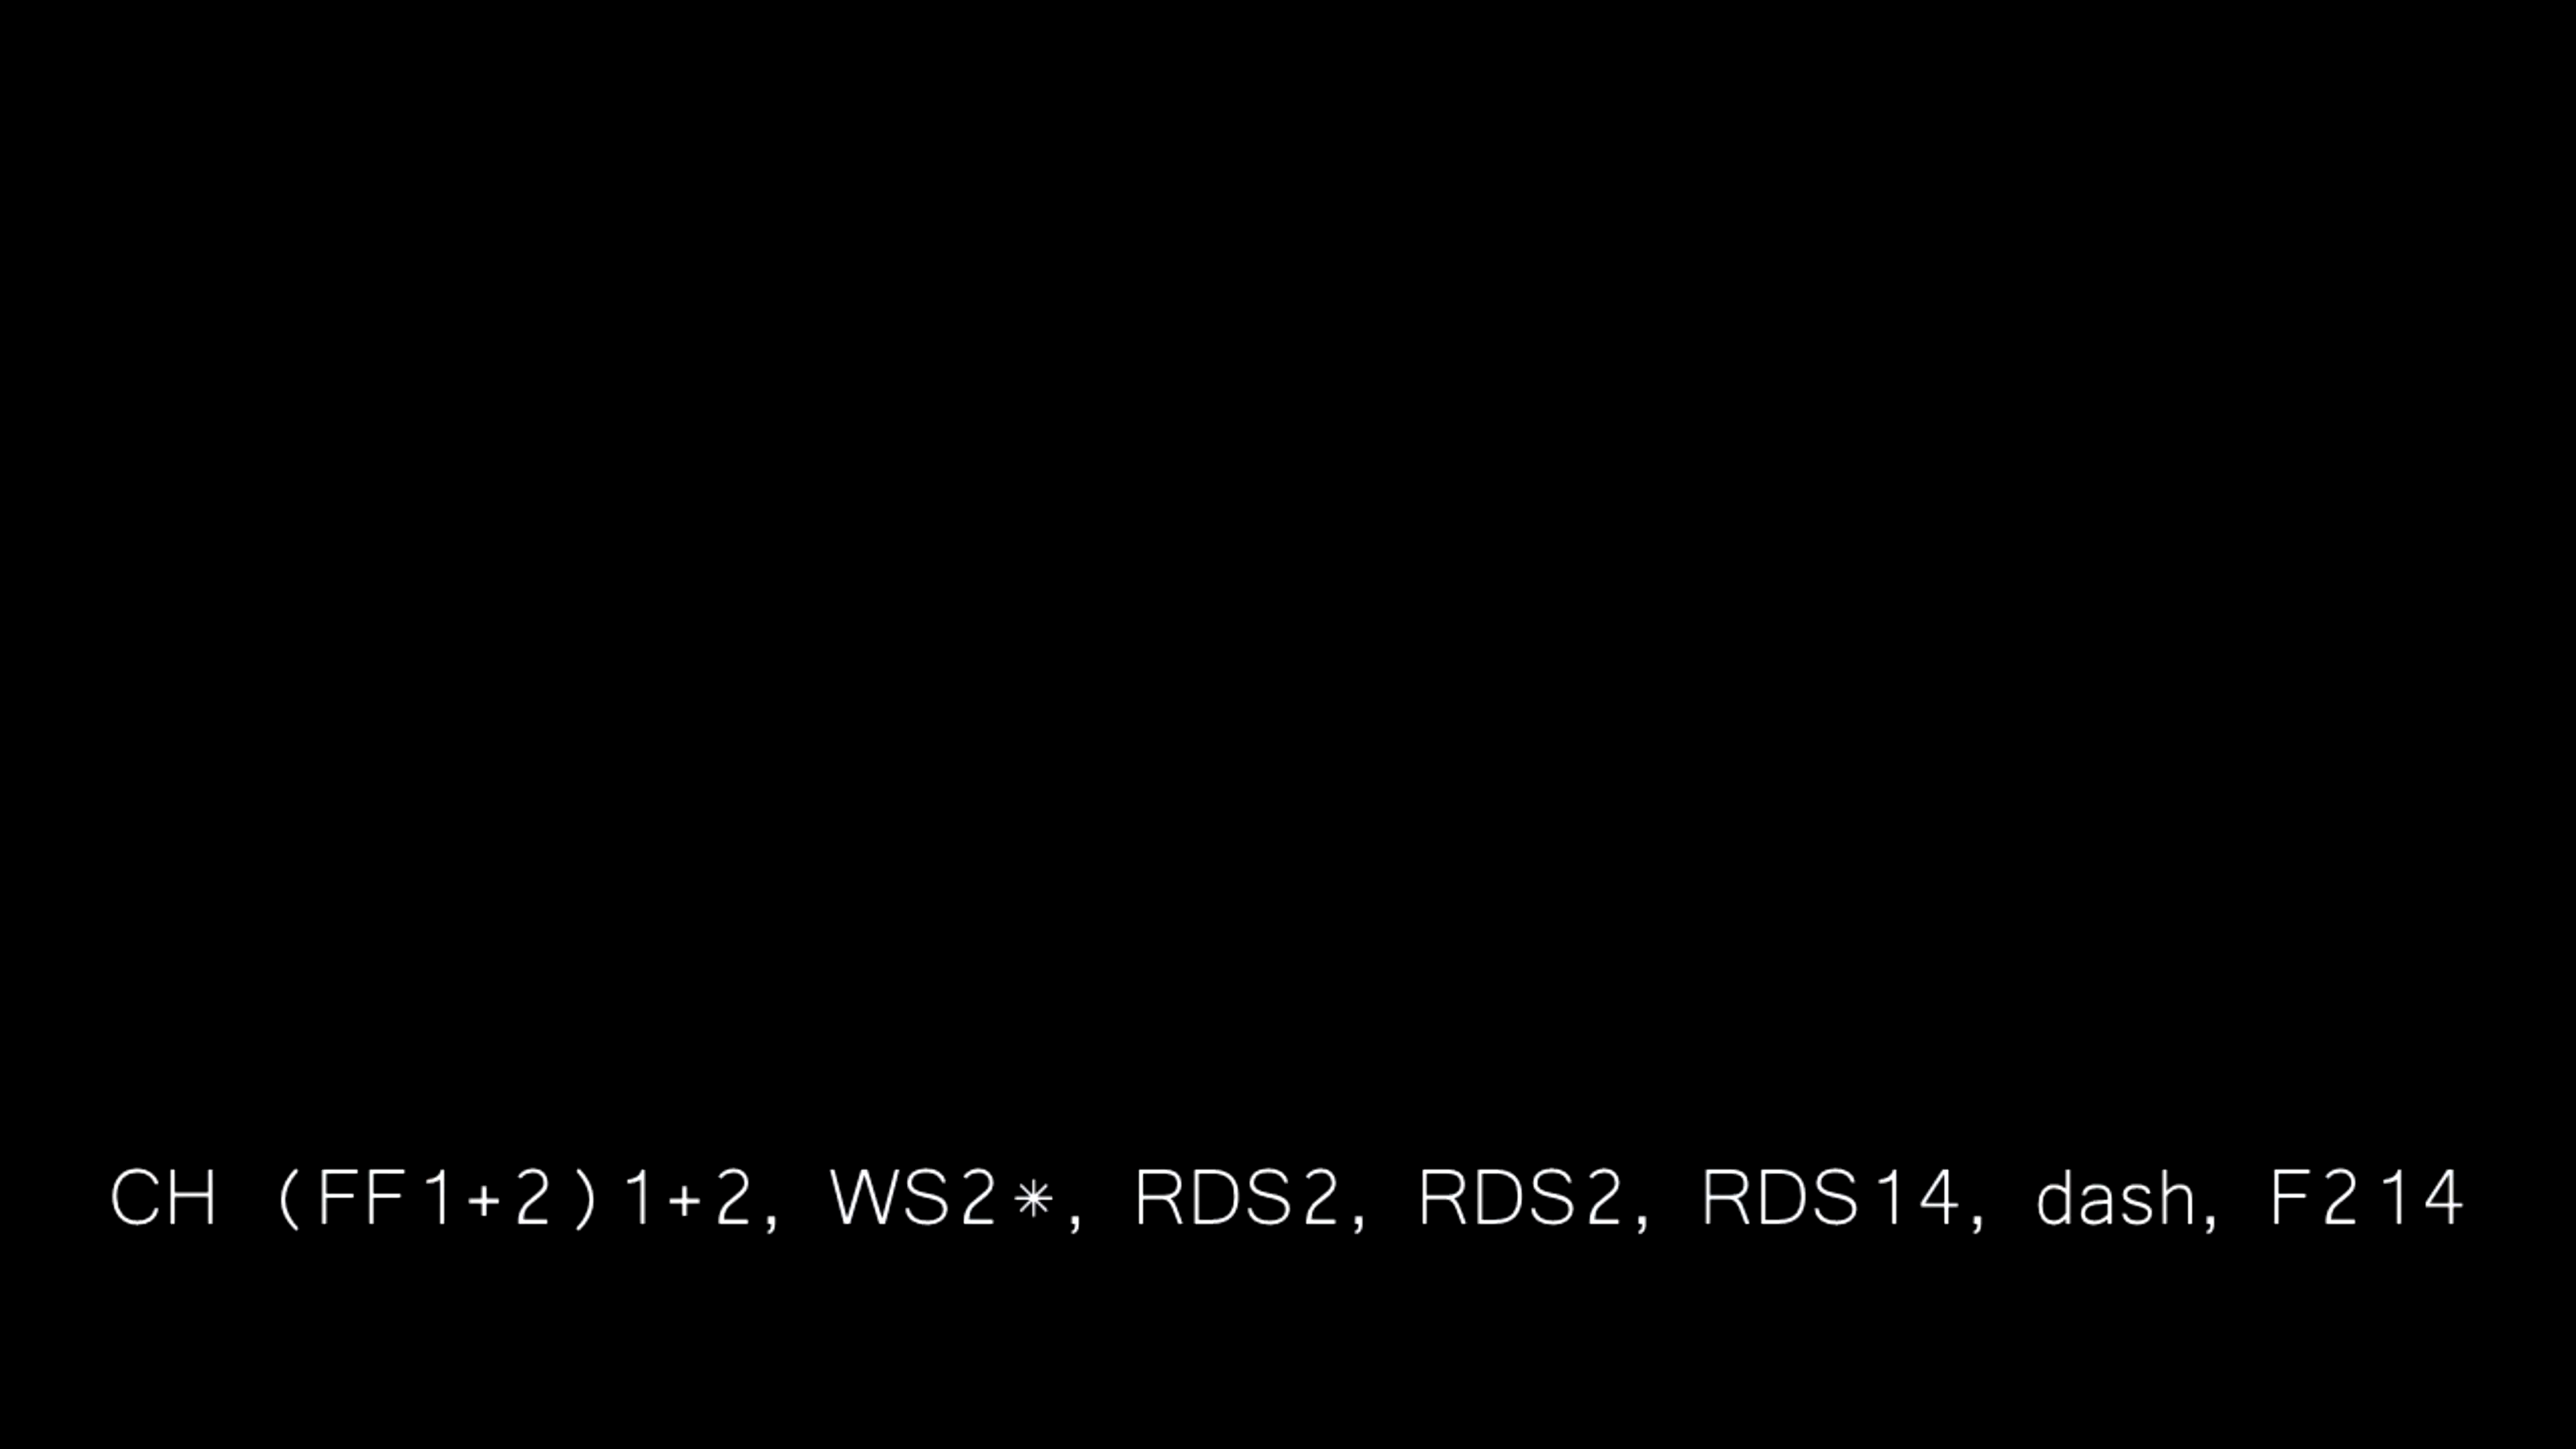 CH (FF1+2)1+2, WS2*, RDS2, RDS2, RDS14, dash, F214